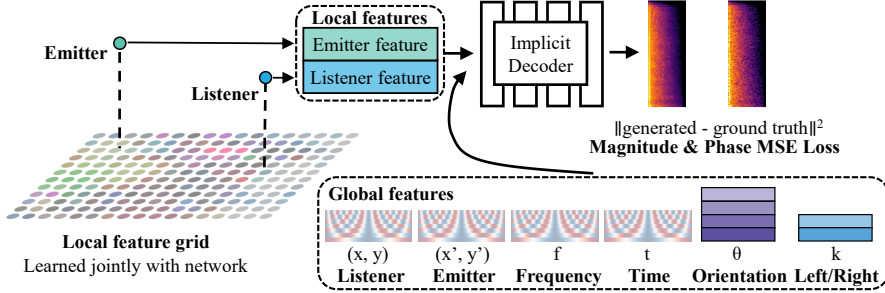 Local features
Emitter
Emitter feature
Listener feature
Listener
Implicit
Decoder
||generated - ground truth||²
Magnitude & Phase MSE Loss
Local feature grid
Learned jointly with network
Global features
(x, y) (x', y') f t θ k
Listener Emitter Frequency Time Orientation Left/Right